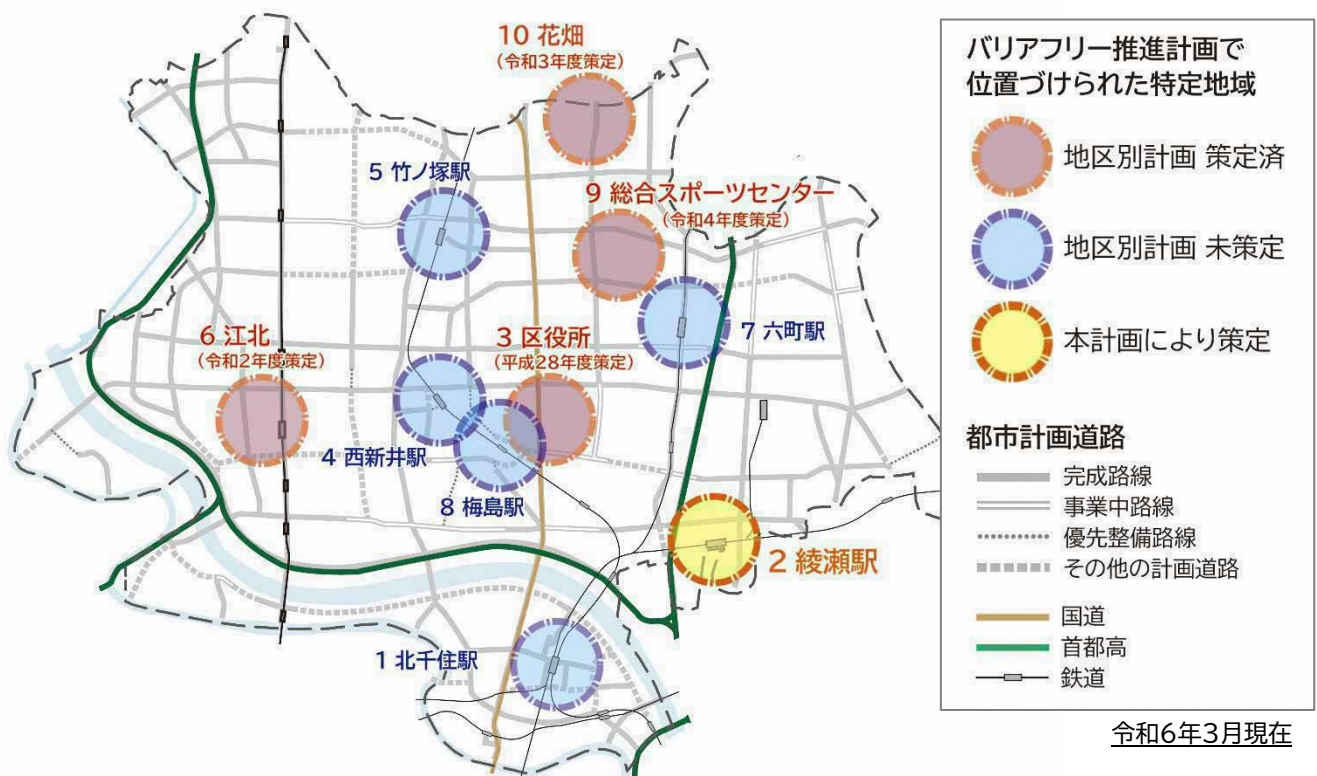 10 花畑
(令和3年度策定)
5 竹ノ塚駅
9 総合スポーツセンター
(令和4年度策定)
6 江北
(令和2年度策定)
3 区役所
(平成28年度策定)
7 六町駅
4 西新井駅
8 梅島駅
2 綾瀬駅
1 北千住駅
バリアフリー推進計画で
位置づけられた特定地域
地区別計画 策定済
地区別計画 未策定
本計画により策定
都市計画道路
完成路線
事業中路線
優先整備路線
その他の計画道路
国道
首都高
鉄道
令和6年3月現在